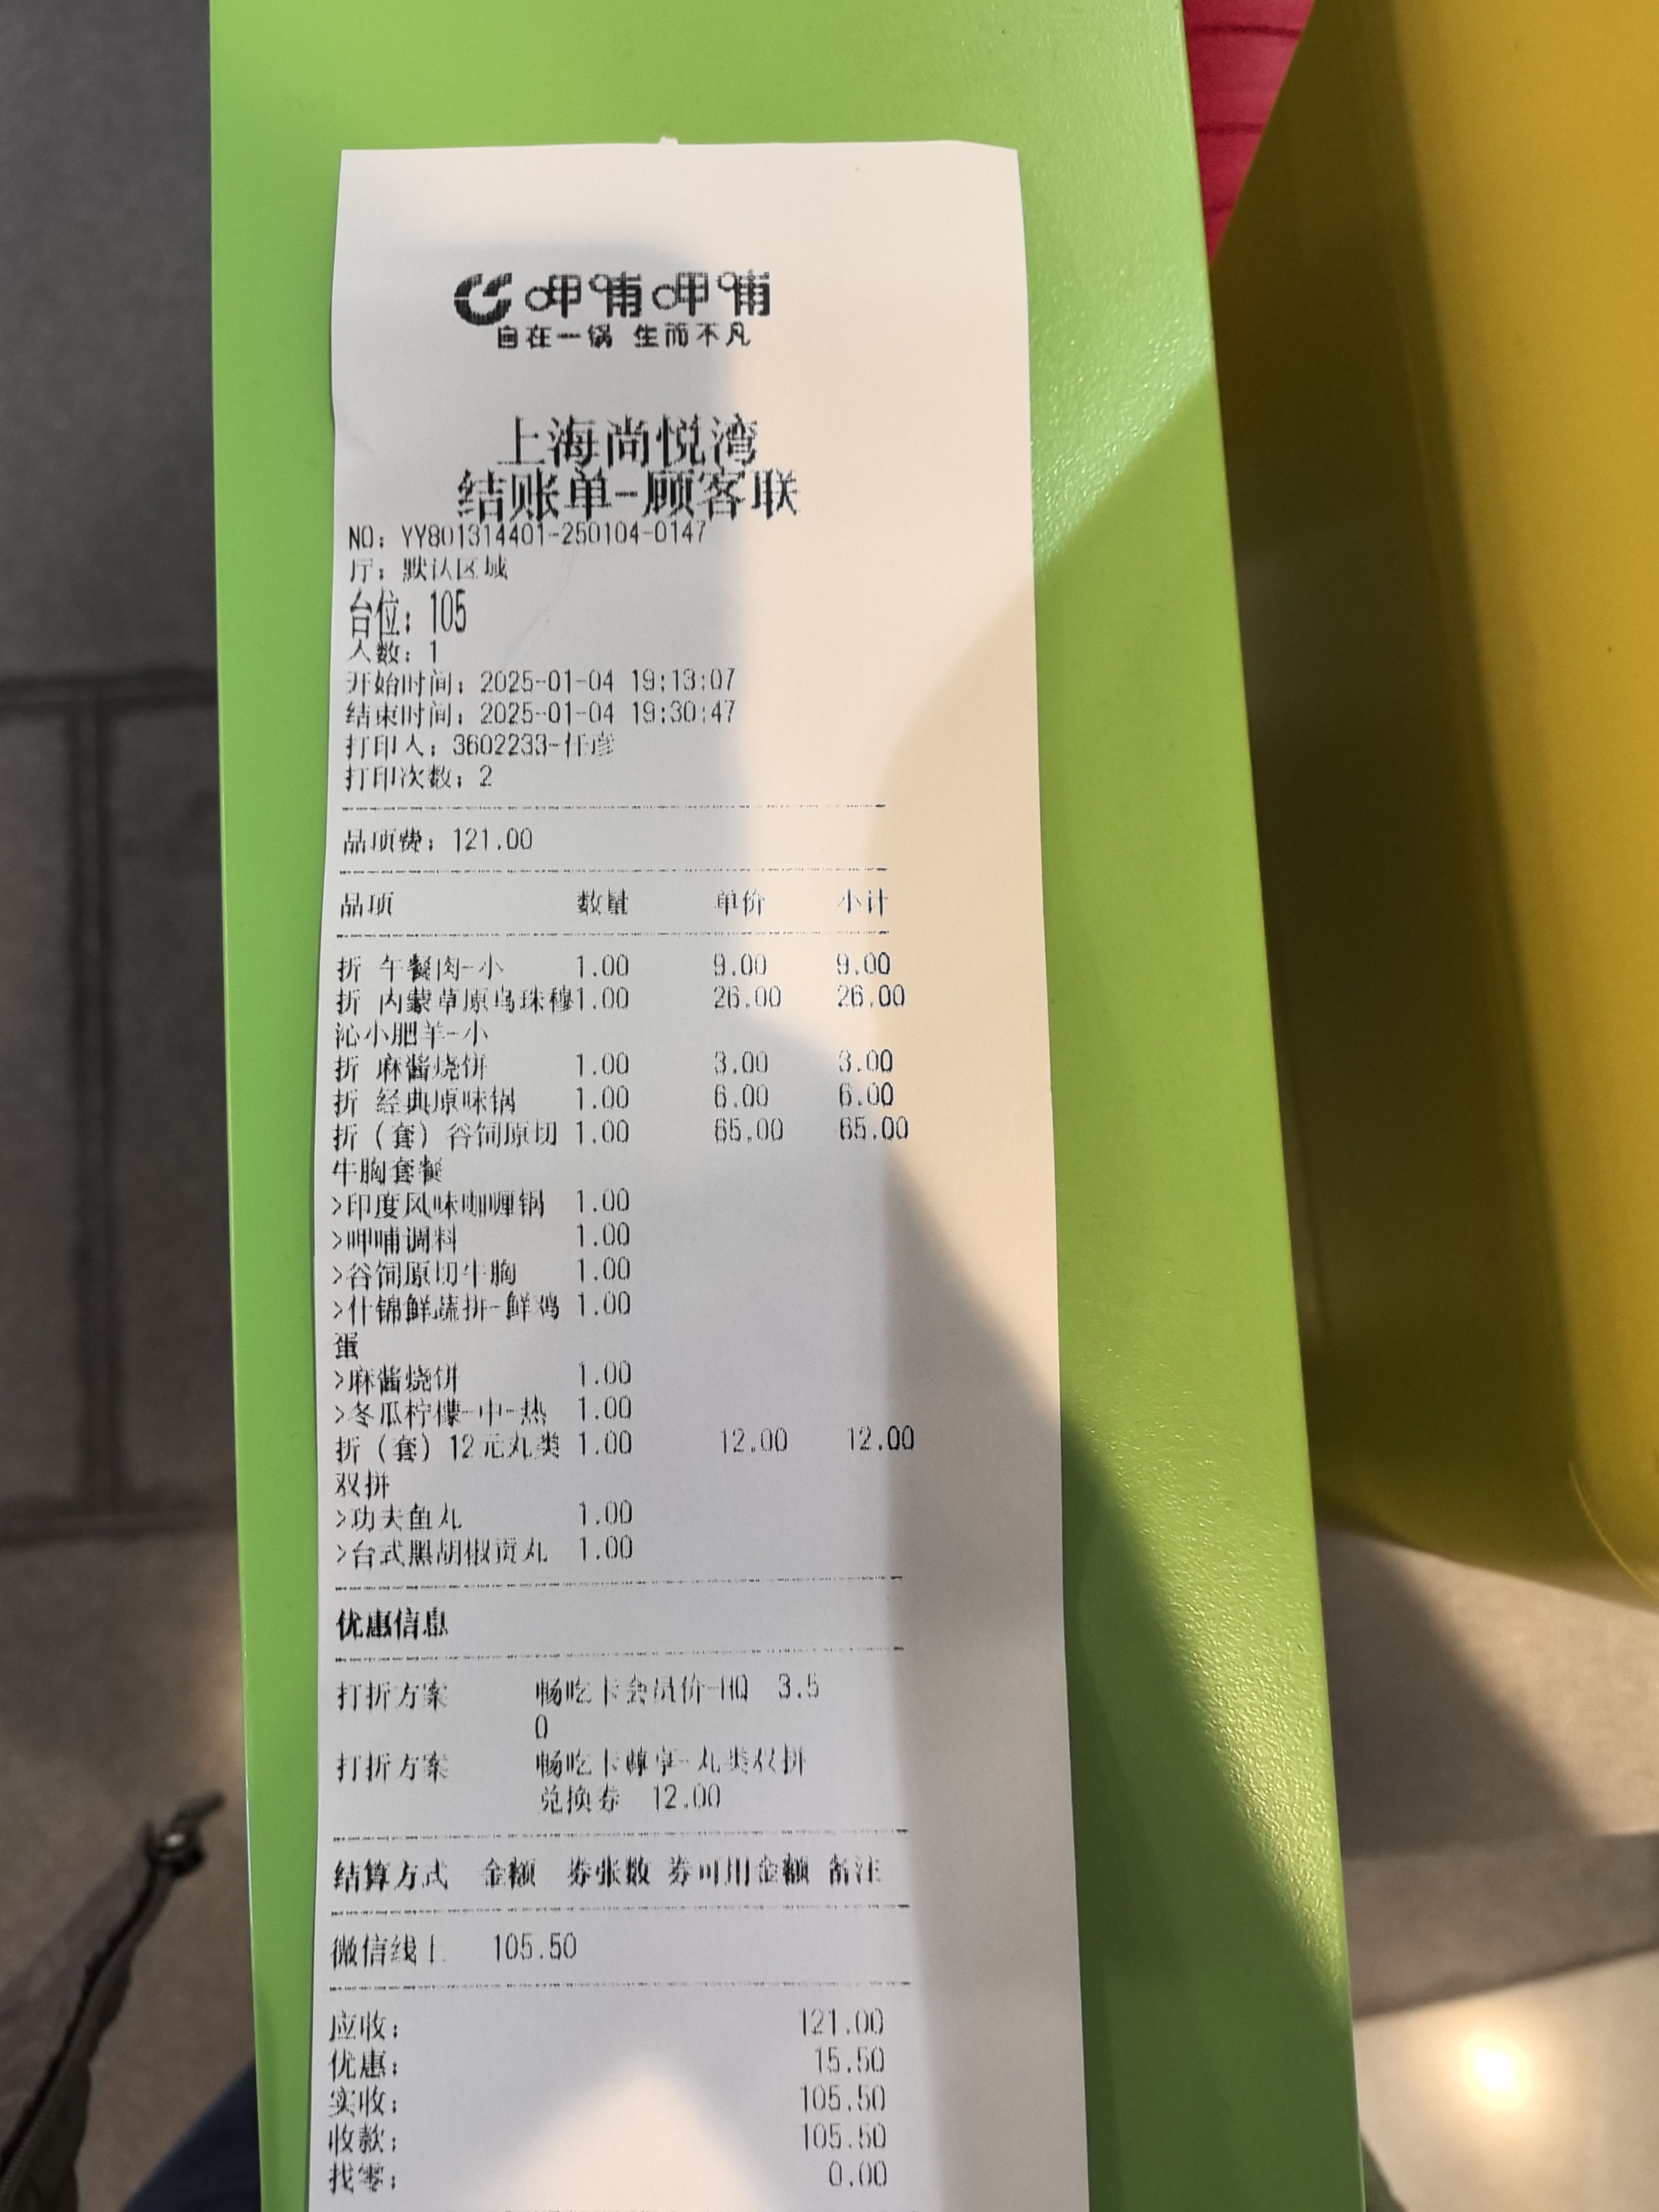 呷哺呷哺
自在一锅 生而不凡
上海尚悦湾
结账单-顾客联
NO: YY801314401-250104-0147
厅: 默认区域
台位: 105
人数: 1
开始时间: 2025-01-04 19:13:07
结束时间: 2025-01-04 19:30:47
打印人: 3602233-任彦
打印次数: 2
品项费: 121.00
品项 数量 单价 小计
折 午餐肉-小 1.00 9.00 9.00
折 内蒙草原乌珠穆1.00 26.00 26.00
沁小肥羊-小
折 麻酱烧饼 1.00 3.00 3.00
折 经典原味锅 1.00 6.00 6.00
折 (套) 谷饲原切 1.00 65.00 65.00
牛胸套餐
>印度风味咖喱锅 1.00
>呷哺调料 1.00
>谷饲原切牛胸 1.00
>什锦鲜蔬拼-鲜鸡 1.00
蛋
>麻酱烧饼 1.00
>冬瓜柠檬-中-热 1.00
折 (套) 12元丸类 1.00 12.00 12.00
双拼
>功夫鱼丸 1.00
>台式黑胡椒贡丸 1.00
优惠信息
打折方案 畅吃卡会员价-HQ 3.5
0
打折方案 畅吃卡尊享-丸类双拼
兑换券 12.00
结算方式 金额 券张数 券可用金额 备注
微信线上 105.50
应收: 121.00
优惠: 15.50
实收: 105.50
收款: 105.50
找零: 0.00